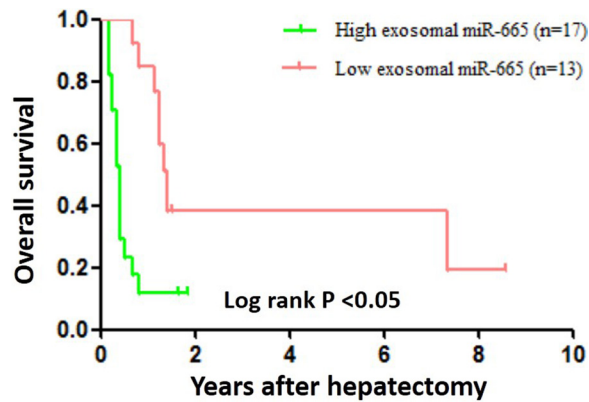 High exosomal miR-665 (n=17)
Low exosomal miR-665 (n=13)
Overall survival
1.0
0.8
0.6
0.4
0.2
0.0
Log rank P <0.05
0 2 4 6 8 10
Years after hepatectomy